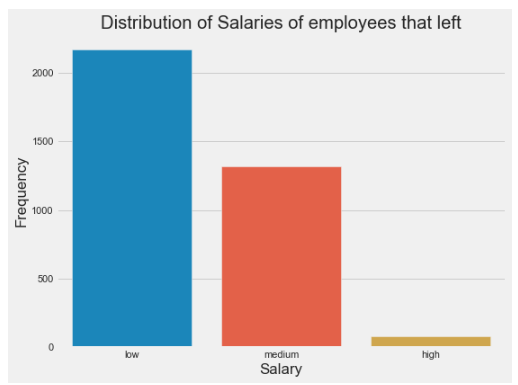 Distribution of Salaries of employees that left
Frequency
2000
1500
1000
500
0
low medium high
Salary